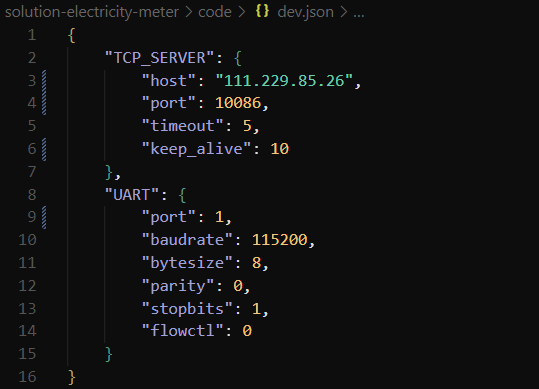 solution-electricity-meter > code > {} dev.json > ...
1 {
2 "TCP_SERVER": {
3 "host": "111.229.85.26",
4 "port": 10086,
5 "timeout": 5,
6 "keep_alive": 10
7 },
8 "UART": {
9 "port": 1,
10 "baudrate": 115200,
11 "bytesize": 8,
12 "parity": 0,
13 "stopbits": 1,
14 "flowctl": 0
15 }
16 }